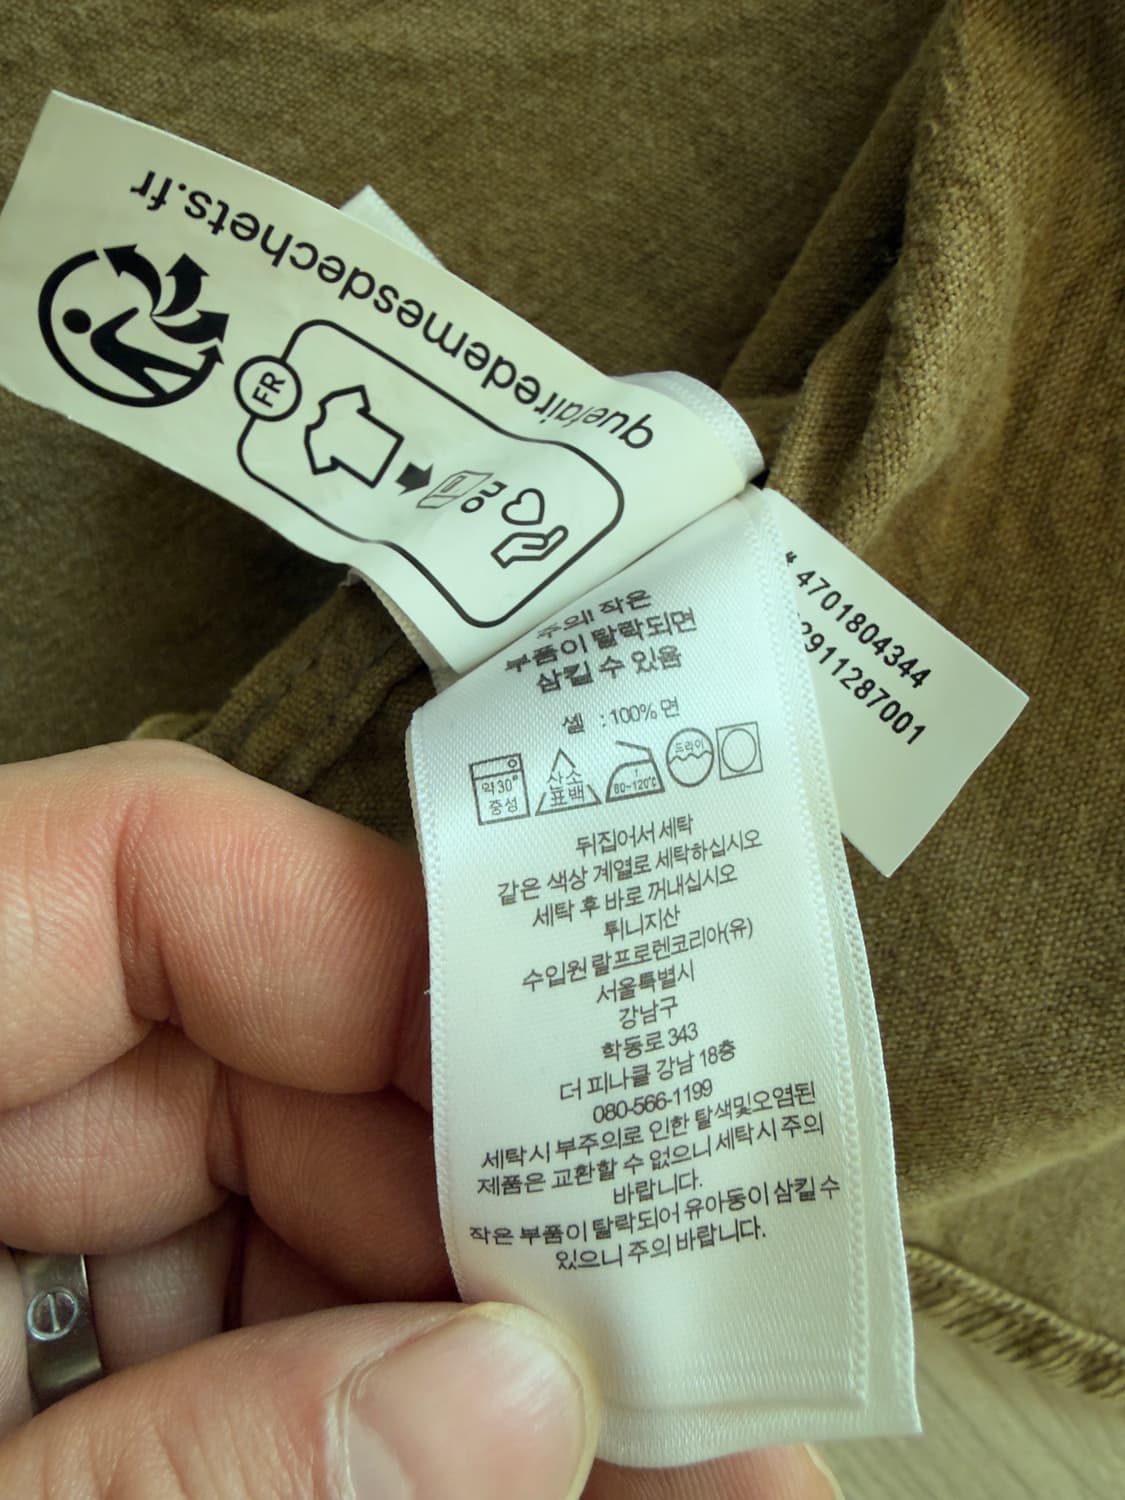 quefairedemesdechets.fr
FR
ou
# 4701804344
2911287001
주의! 작은
부품이 탈락되면
삼킬 수 있음
셀 : 100% 면
약30° 중성
산소 표백
80~120℃
드라이
뒤집어서 세탁
같은 색상 계열로 세탁하십시오
세탁 후 바로 꺼내십시오
튀니지산
수입원 랄프로렌코리아(유)
서울특별시
강남구
학동로 343
더 피나클 강남 18층
080-566-1199
세탁시 부주의로 인한 탈색및오염된
제품은 교환할 수 없으니 세탁시 주의
바랍니다.
작은 부품이 탈락되어 유아동이 삼킬 수
있으니 주의 바랍니다.